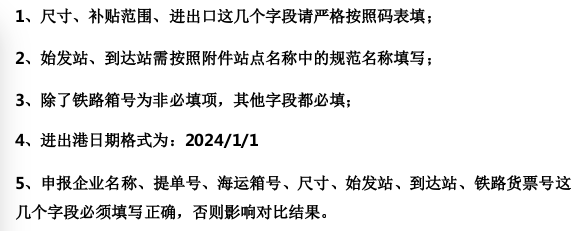 1、尺寸、补贴范围、进出口这几个字段请严格按照码表填；
2、始发站、到达站需按照附件站点名称中的规范名称填写；
3、除了铁路箱号为非必填项，其他字段都必填；
4、进出港日期格式为：2024/1/1
5、申报企业名称、提单号、海运箱号、尺寸、始发站、到达站、铁路货票号这
几个字段必须填写正确，否则影响对比结果。